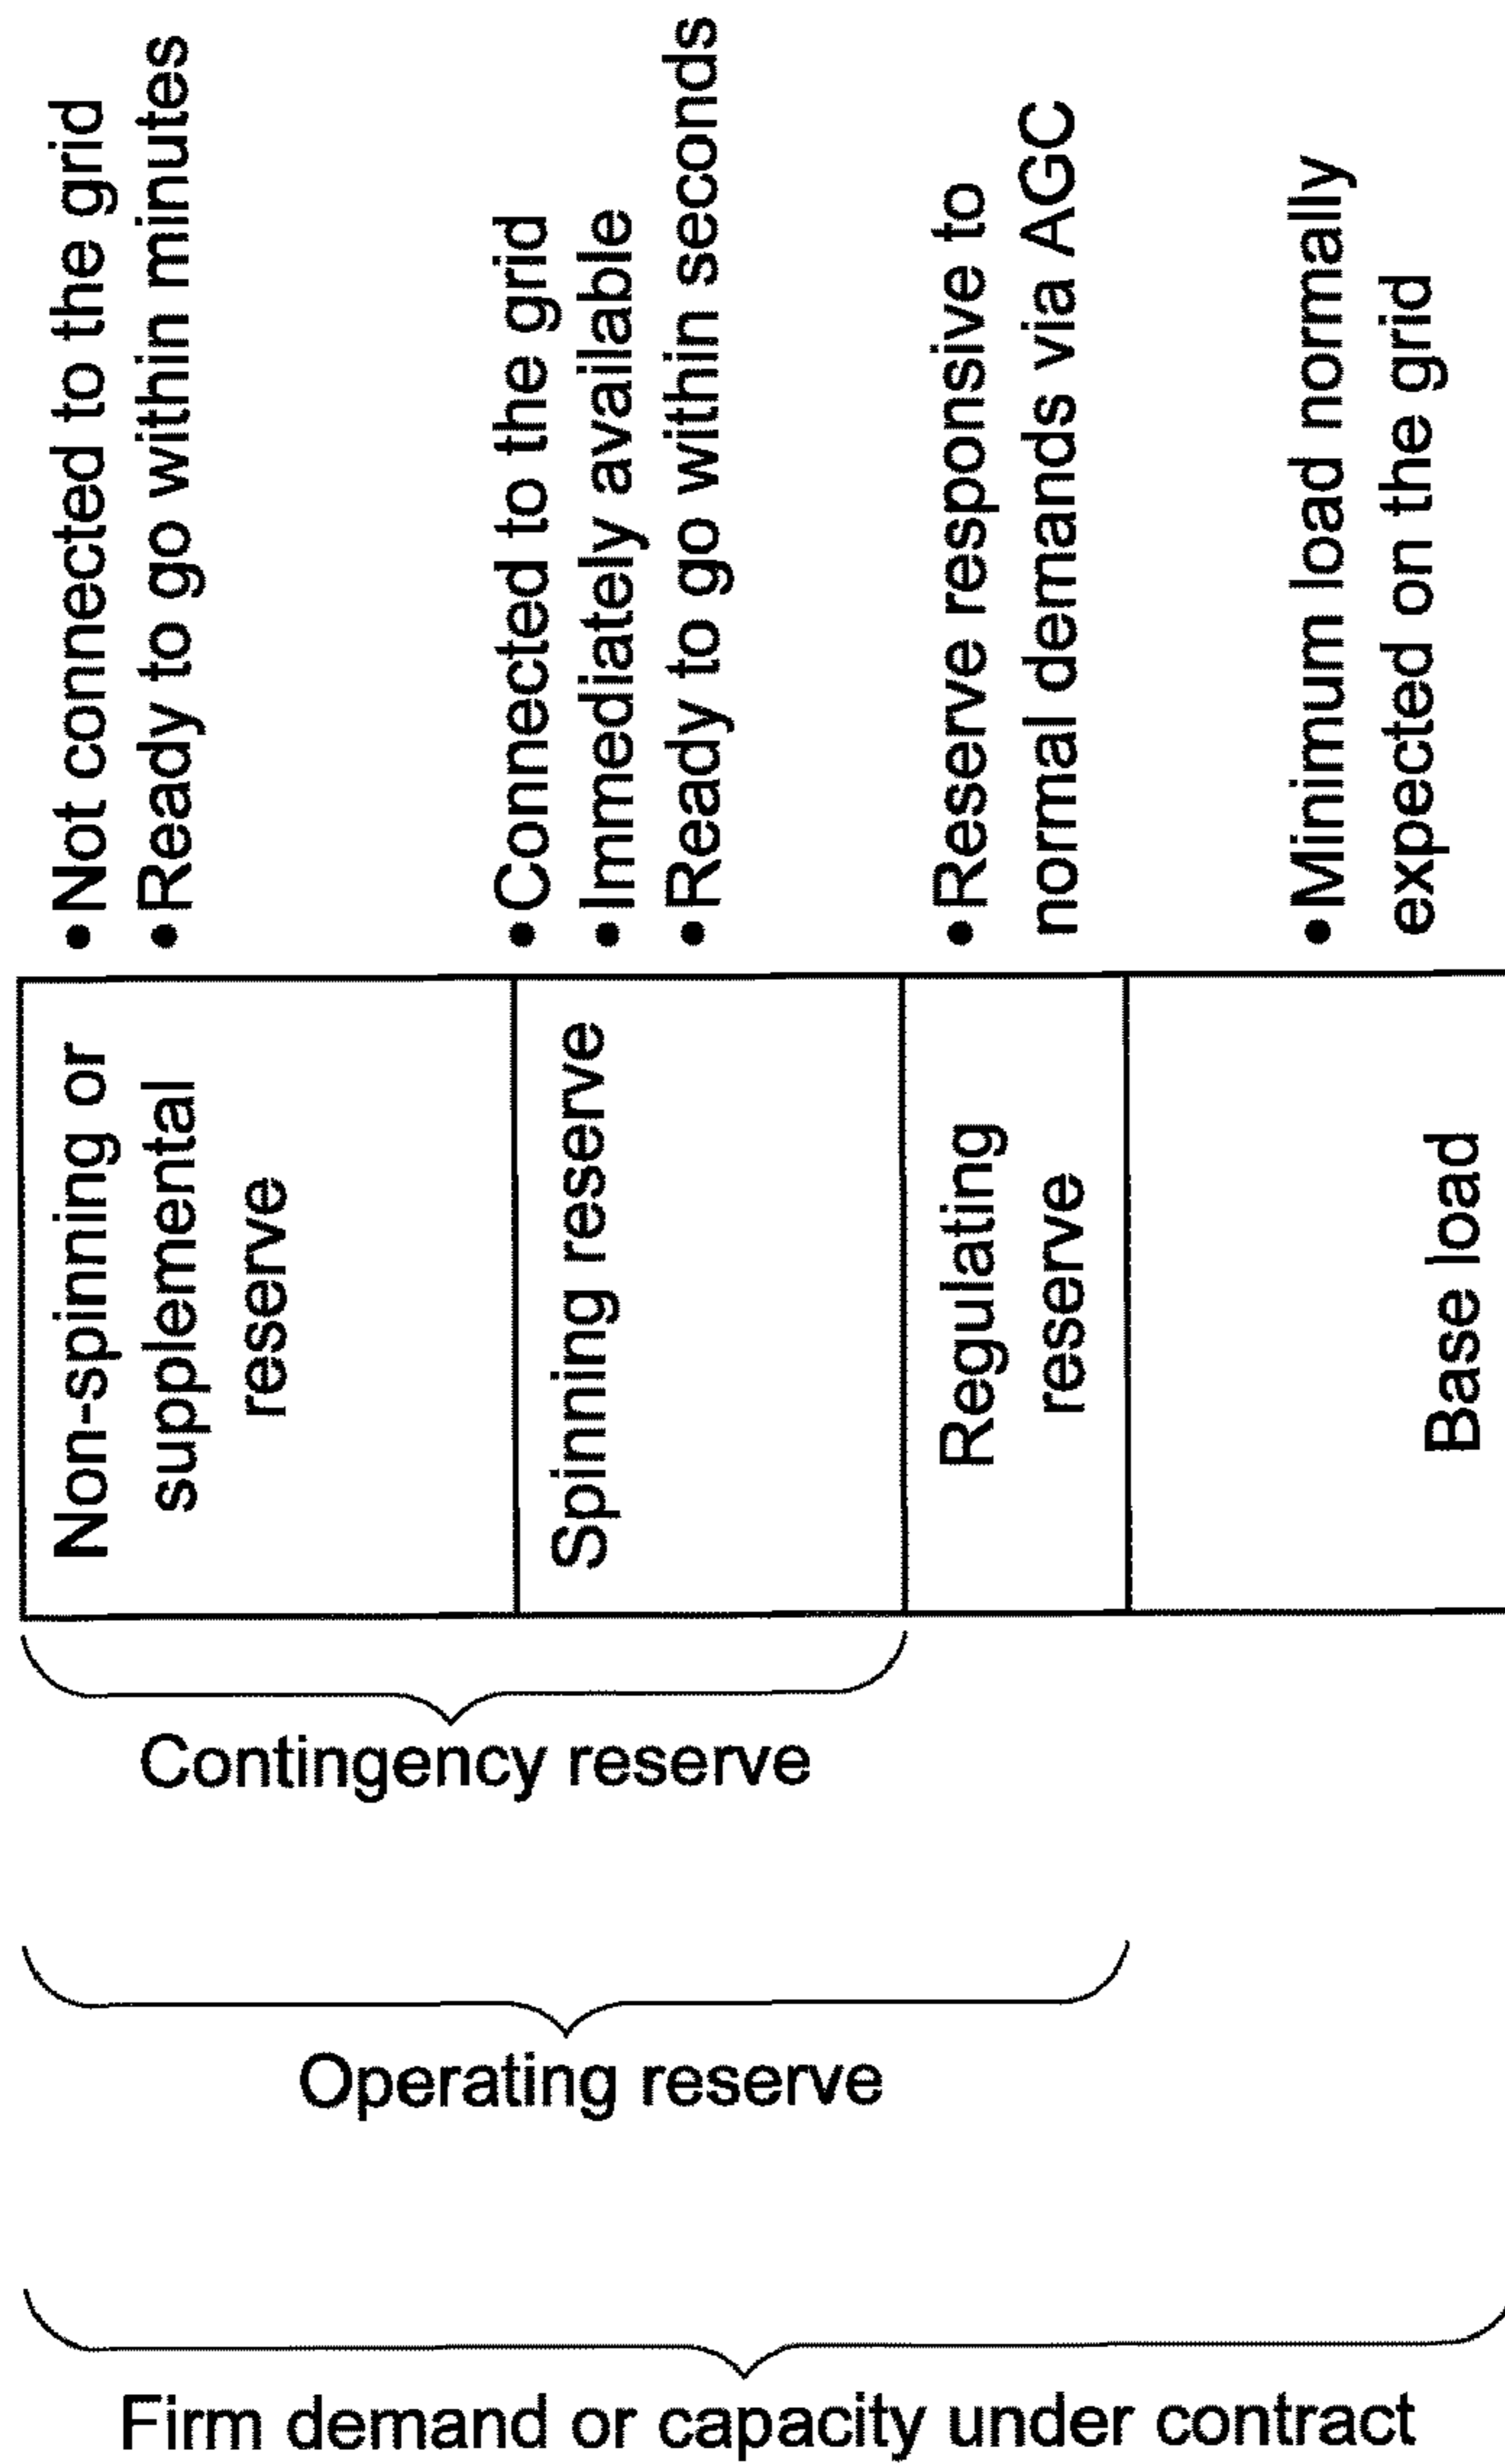 Non-spinning or
supplemental
reserve
•Not connected to the grid
•Ready to go within minutes
Spinning reserve
•Connected to the grid
•Immediately available
•Ready to go within seconds
Regulating
reserve
•Reserve responsive to
normal demands via AGC
Base load
•Minimum load normally
expected on the grid
Contingency reserve
Operating reserve
Firm demand or capacity under contract